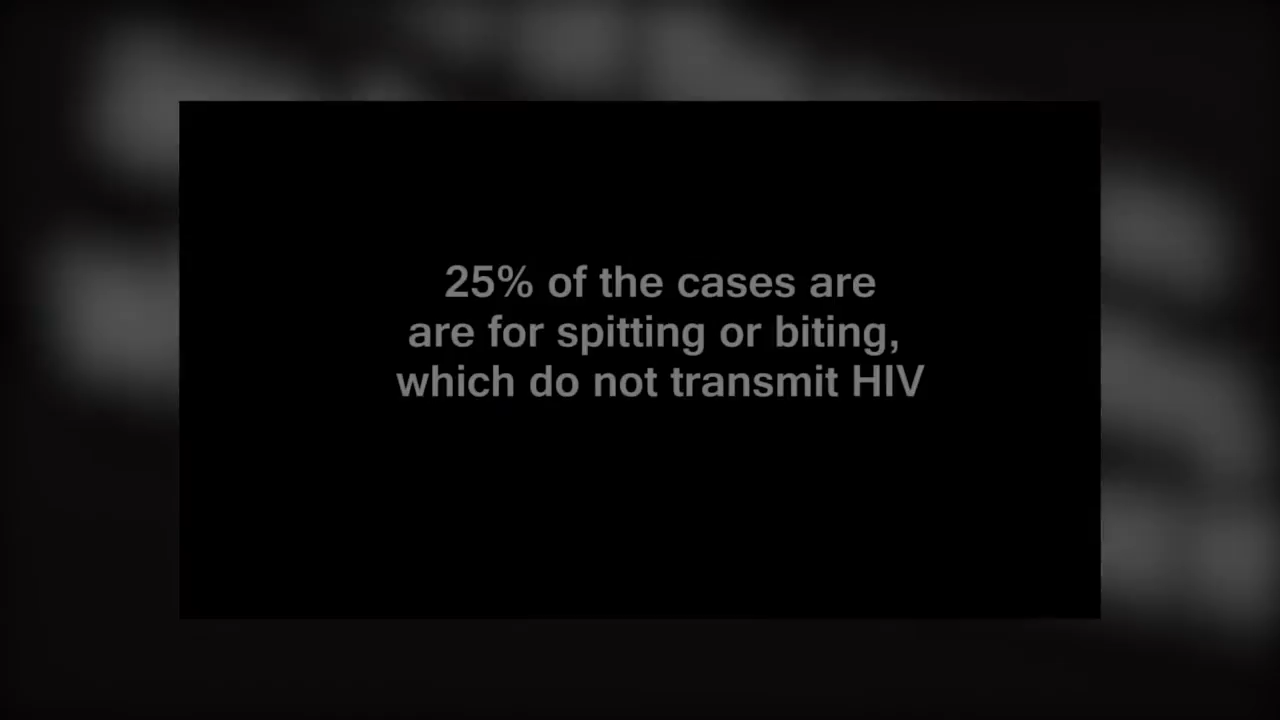 25% of the cases are
are for spitting or biting,
which do not transmit HIV